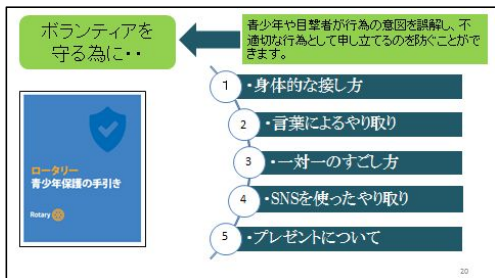 ボランティアを
守る為に・・
青少年や目撃者が行為の意図を誤解し、不
適切な行為として申し立てるのを防ぐことがで
きます。
1 ・身体的な接し方
2 ・言葉によるやり取り
3 ・一対一のすごし方
4 ・SNSを使ったやり取り
5 ・プレゼントについて
ロータリー
青少年保護の手引き
Rotary
20